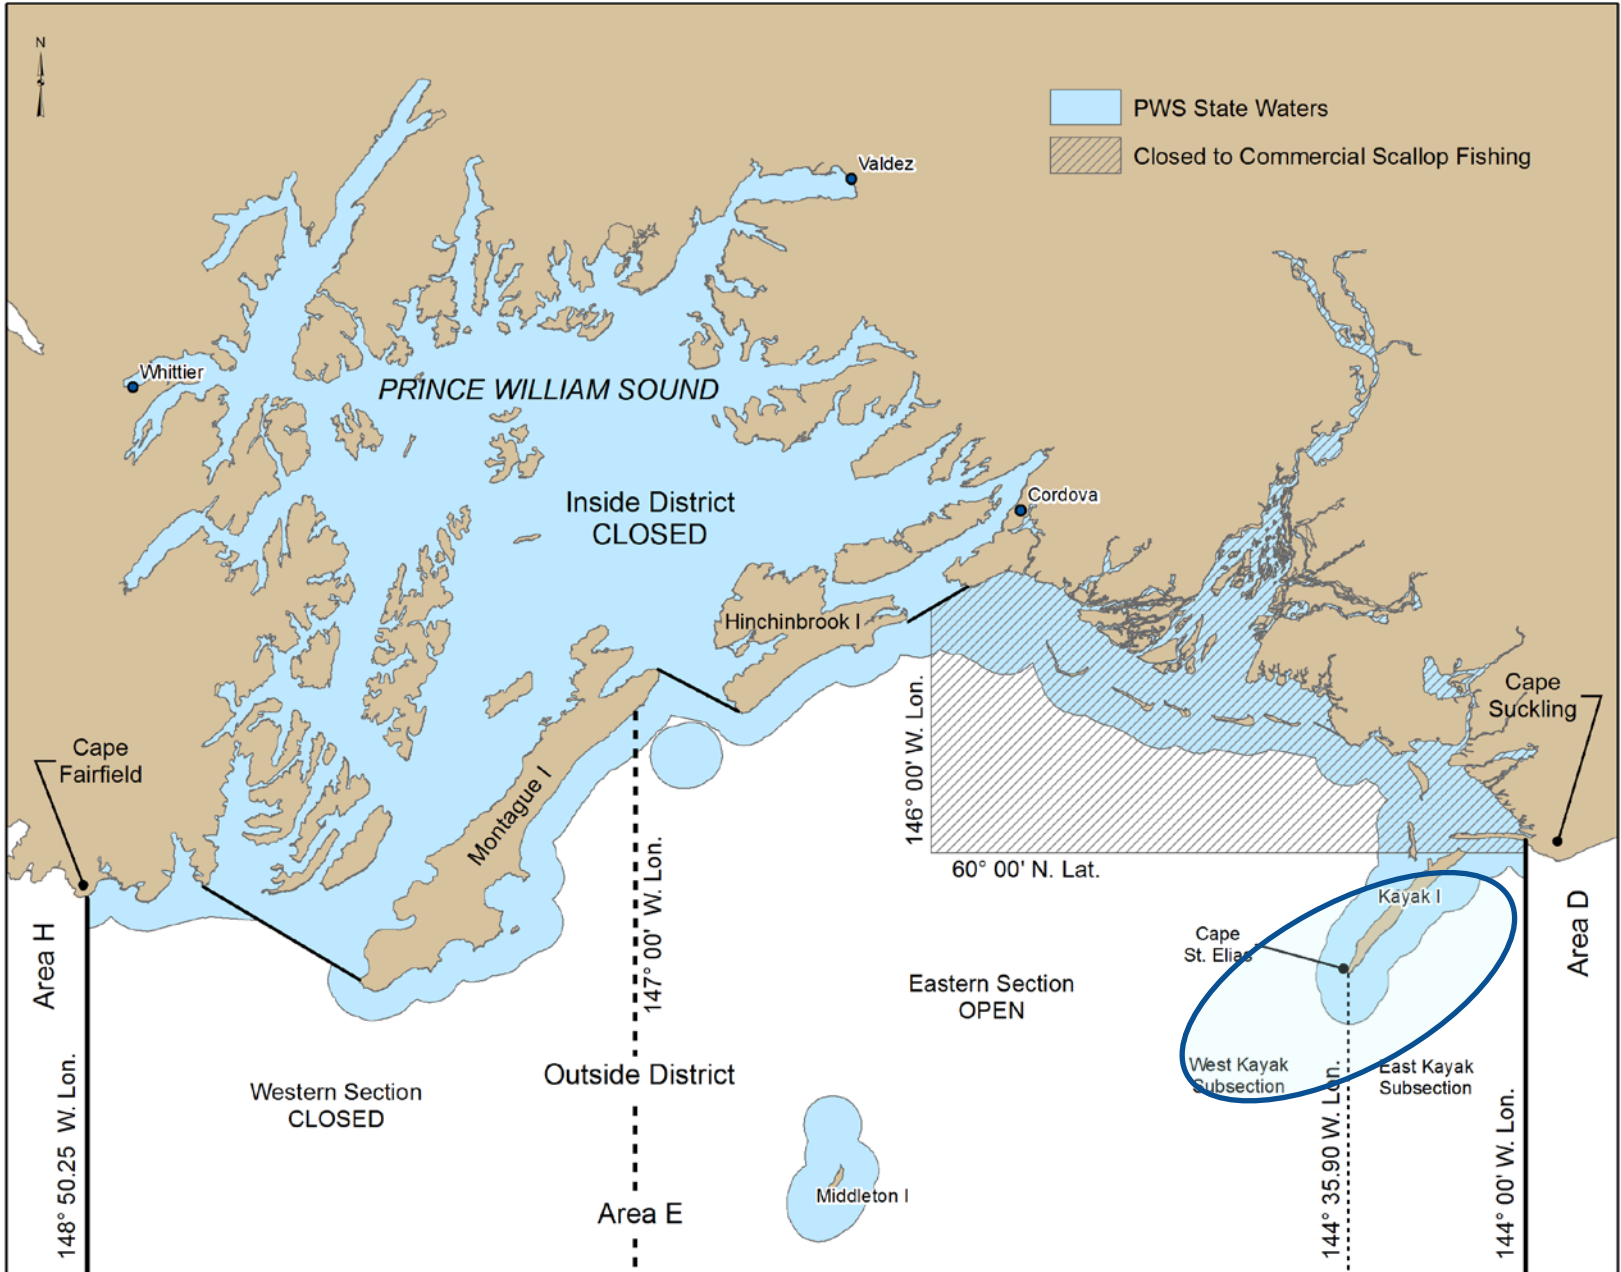 N
PWS State Waters
Closed to Commercial Scallop Fishing
Valdez
Whittier
PRINCE WILLIAM SOUND
Inside District
CLOSED
Cordova
Hinchinbrook I
Cape
Suckling
Cape
Fairfield
Montague I
146° 00' W. Lon.
60° 00' N. Lat.
147° 00' W. Lon.
Kayak I
Cape
St. Elias
Area H
Area D
Eastern Section
OPEN
West Kayak
Subsection
East Kayak
Subsection
Outside District
Western Section
CLOSED
148° 50.25 W. Lon.
144° 35.90 W. Lon.
144° 00' W. Lon.
Middleton I
Area E